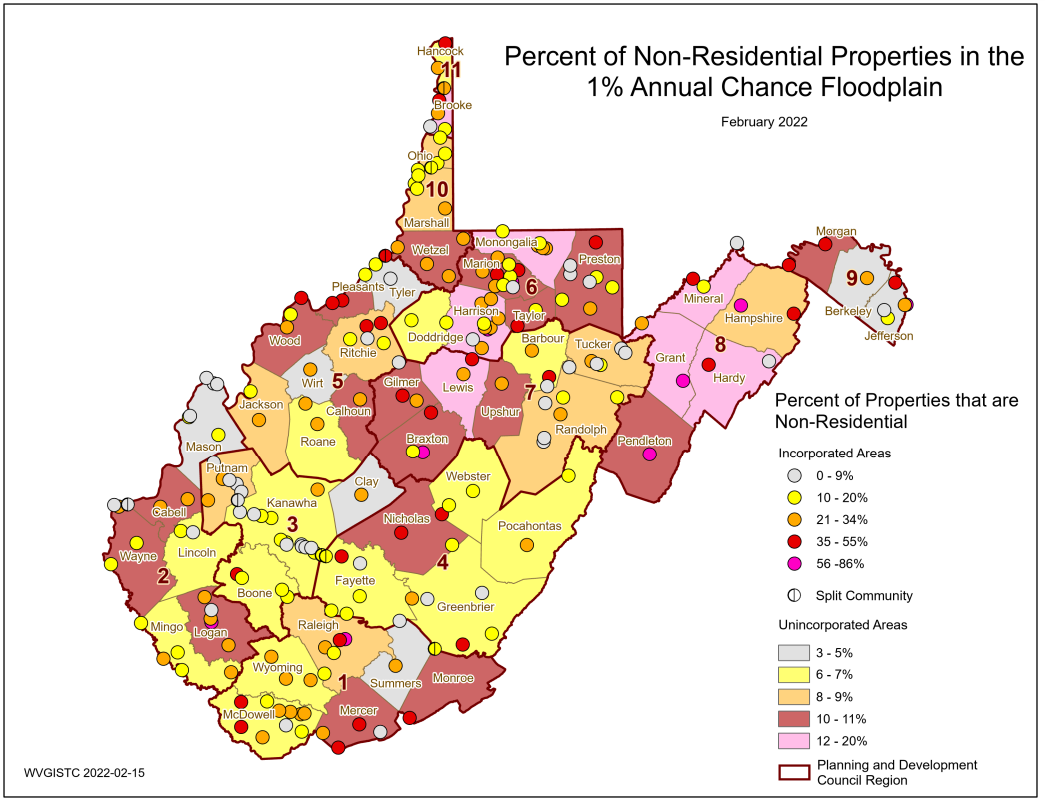 Percent of Non-Residential Properties in the
1% Annual Chance Floodplain
February 2022
Hancock
11
Brooke
Ohio
10
Marshall
Wetzel
Monongalia
Marion
Preston
6
Pleasants
Tyler
Harrison
Taylor
Doddridge
Wood
Ritchie
Barbour
Tucker
Morgan
9
Berkeley
Jefferson
Mineral
Hampshire
8
Grant
Hardy
Wirt
5
Gilmer
Lewis
7
Upshur
Jackson
Calhoun
Roane
Braxton
Randolph
Pendleton
Mason
Putnam
Clay
Webster
Kanawha
3
Cabell
Nicholas
Pocahontas
Wayne
Lincoln
2
4
Boone
Fayette
Greenbrier
Mingo
Logan
Raleigh
Wyoming
1
Summers
Monroe
McDowell
Mercer
Percent of Properties that are
Non-Residential
Incorporated Areas
0 - 9%
10 - 20%
21 - 34%
35 - 55%
56 -86%
Split Community
Unincorporated Areas
3 - 5%
6 - 7%
8 - 9%
10 - 11%
12 - 20%
Planning and Development
Council Region
WVGISTC 2022-02-15